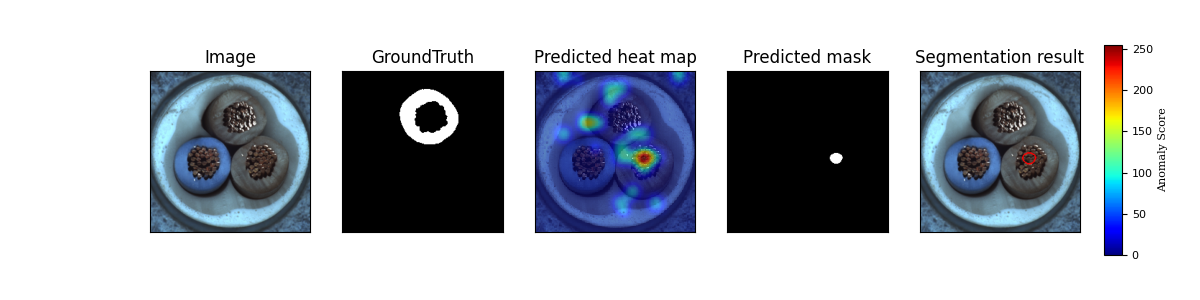 Image
GroundTruth
Predicted heat map
Predicted mask
Segmentation result
250
200
150
100
50
0
Anomaly Score